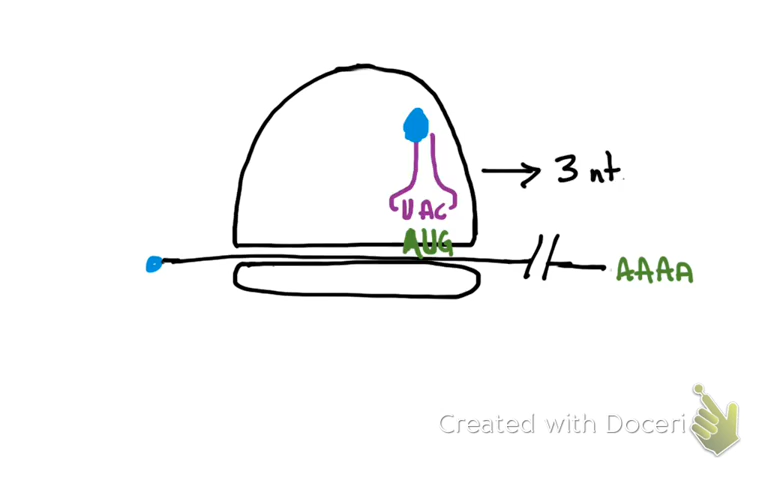 3 nt.
UAC
AUG
AAAA
Created with Doceri